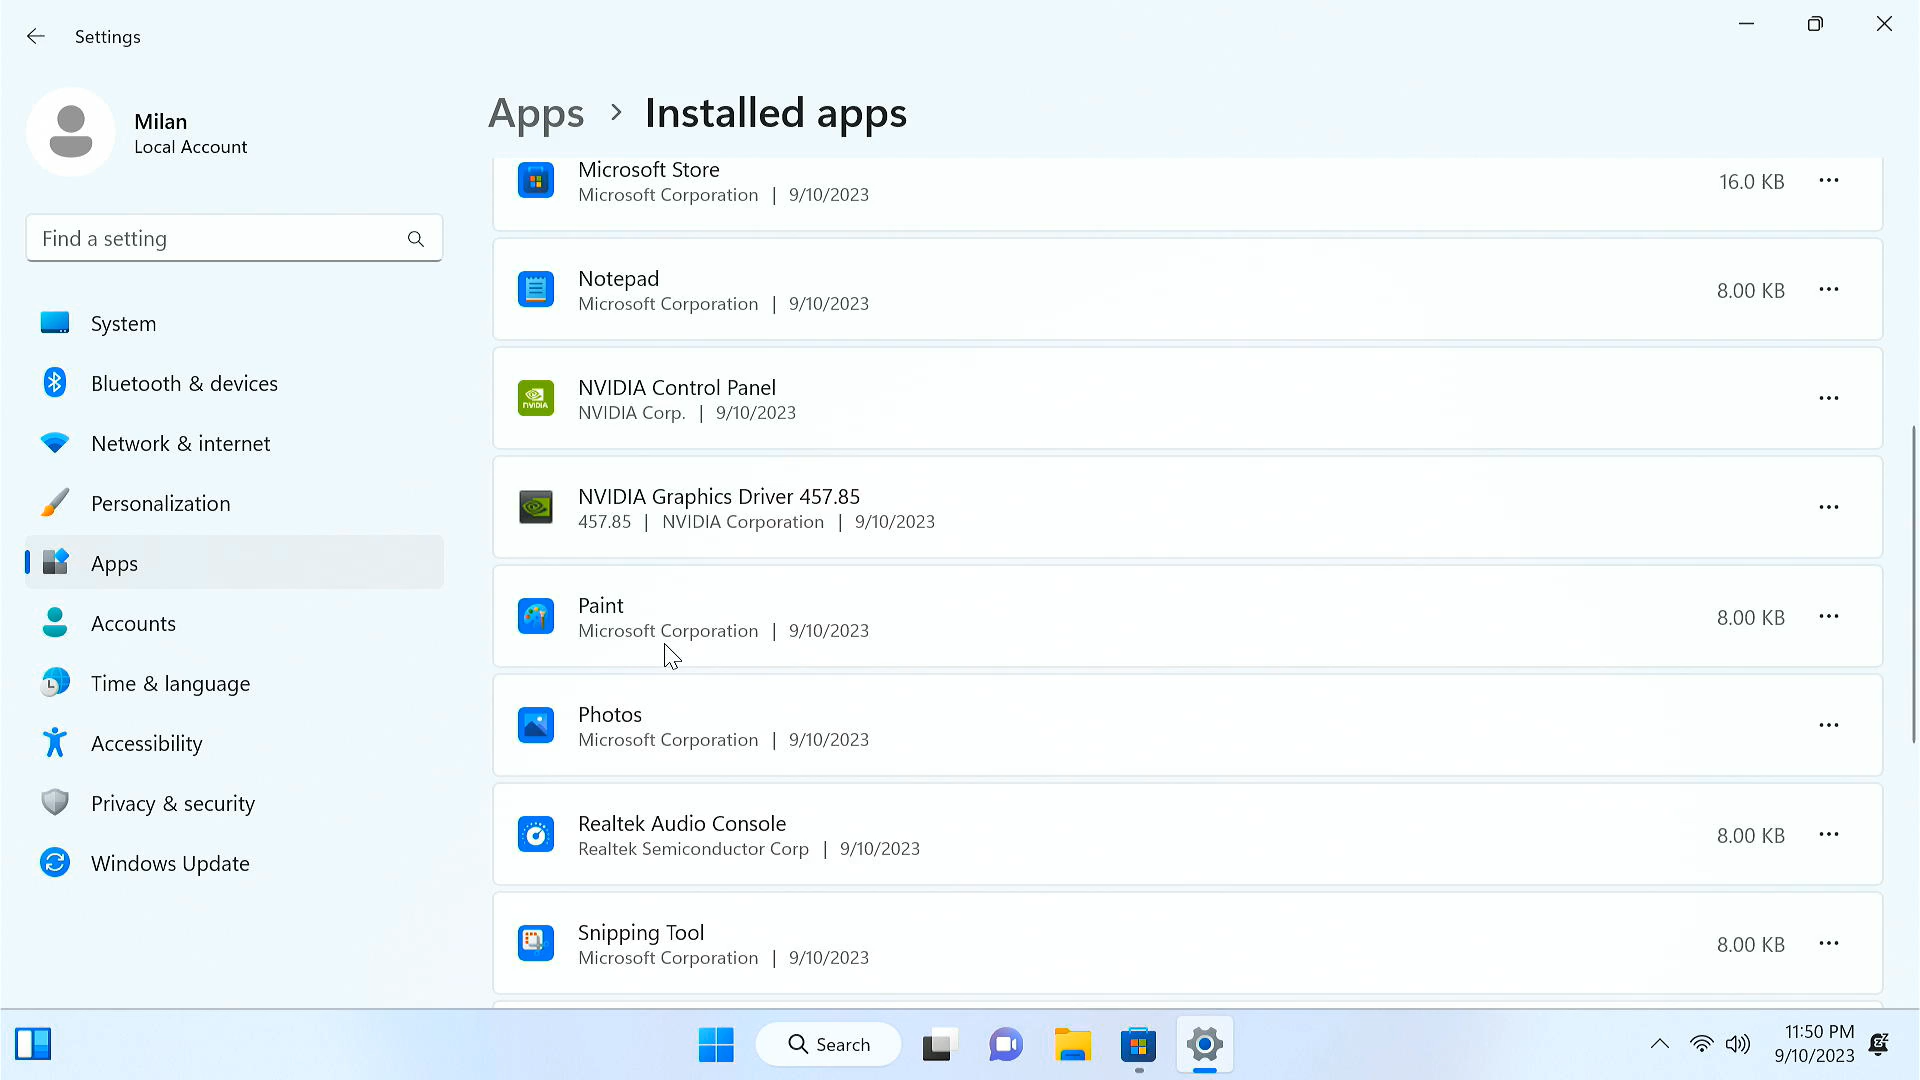 Settings
Milan
Local Account
Find a setting
System
Bluetooth & devices
Network & internet
Personalization
Apps
Accounts
Time & language
Accessibility
Privacy & security
Windows Update
Apps > Installed apps
Microsoft Store
Microsoft Corporation | 9/10/2023
16.0 KB
Notepad
Microsoft Corporation | 9/10/2023
8.00 KB
NVIDIA
NVIDIA Control Panel
NVIDIA Corp. | 9/10/2023
NVIDIA Graphics Driver 457.85
457.85 | NVIDIA Corporation | 9/10/2023
Paint
Microsoft Corporation | 9/10/2023
8.00 KB
Photos
Microsoft Corporation | 9/10/2023
Realtek Audio Console
Realtek Semiconductor Corp | 9/10/2023
8.00 KB
Snipping Tool
Microsoft Corporation | 9/10/2023
8.00 KB
Search
11:50 PM
9/10/2023